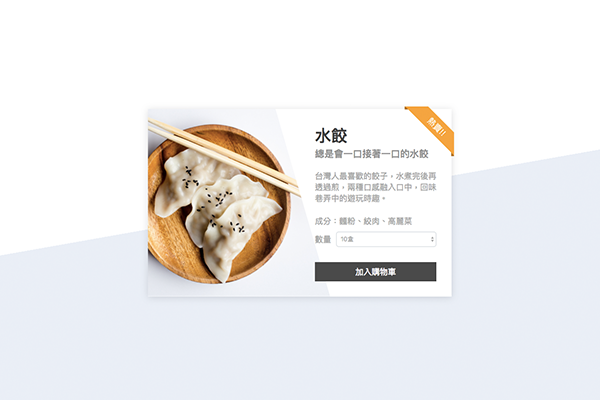 熱賣!!
水餃
總是會一口接著一口的水餃
台灣人最喜歡的餃子，水煮完後再
透過煎，兩種口感融入口中，回味
巷弄中的遊玩時趣。
成分：麵粉、絞肉、高麗菜
數量 10盒
加入購物車